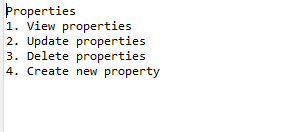 Properties
1. View properties
2. Update properties
3. Delete properties
4. Create new property